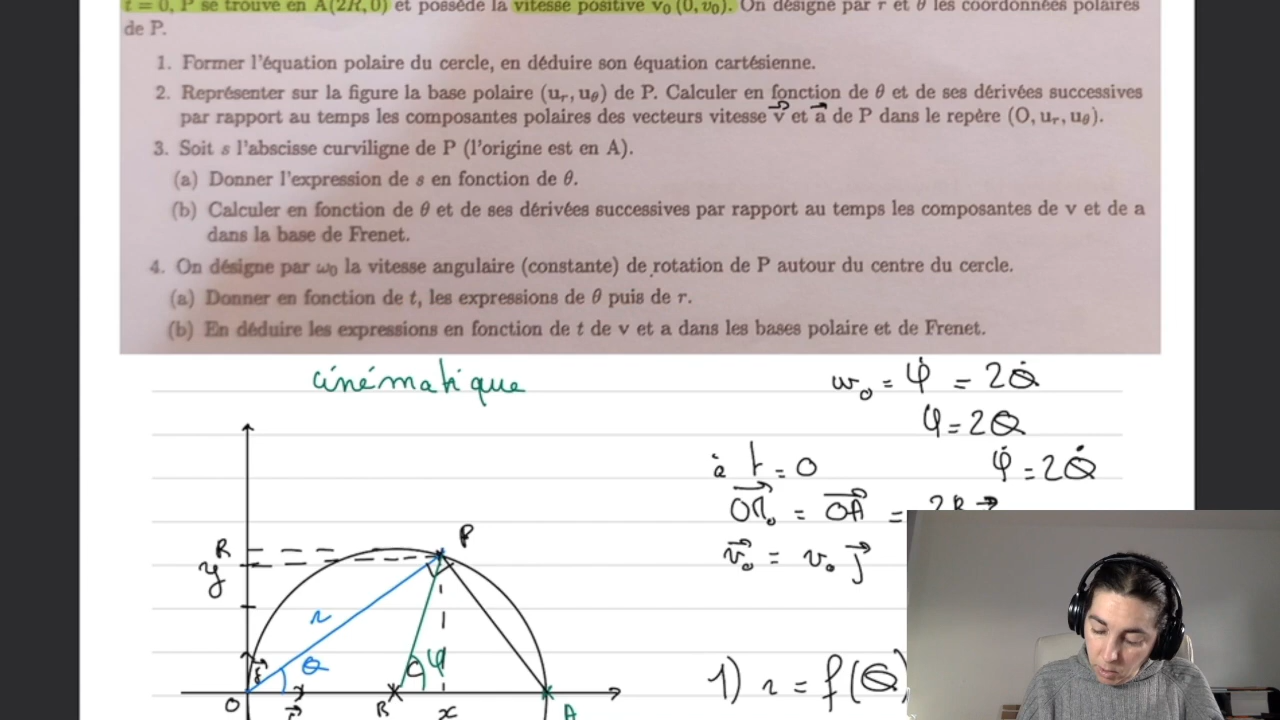 t = 0, P se trouve en A(2R, 0) et possède la vitesse positive v₀ (0, v₀). On désigne par r et θ les coordonnées polaires
de P.
1. Former l'équation polaire du cercle, en déduire son équation cartésienne.
2. Représenter sur la figure la base polaire (uᵣ, u_θ) de P. Calculer en fonction de θ et de ses dérivées successives
par rapport au temps les composantes polaires des vecteurs vitesse v⃗ et a⃗ de P dans le repère (O, uᵣ, u_θ).
3. Soit s l'abscisse curviligne de P (l'origine est en A).
(a) Donner l'expression de s en fonction de θ.
(b) Calculer en fonction de θ et de ses dérivées successives par rapport au temps les composantes de v et de a
dans la base de Frenet.
4. On désigne par ω₀ la vitesse angulaire (constante) de rotation de P autour du centre du cercle.
(a) Donner en fonction de t, les expressions de θ puis de r.
(b) En déduire les expressions en fonction de t de v et a dans les bases polaire et de Frenet.
cinématique
ω₀ = φ̇ = 2θ̇
φ = 2θ
à t = 0
φ̇ = 2θ̇
= OA⃗ = 2R
v⃗₀ = v₀ j⃗
P
R
y
r
θ
φ
O
R
x
A
1) r = f(θ)